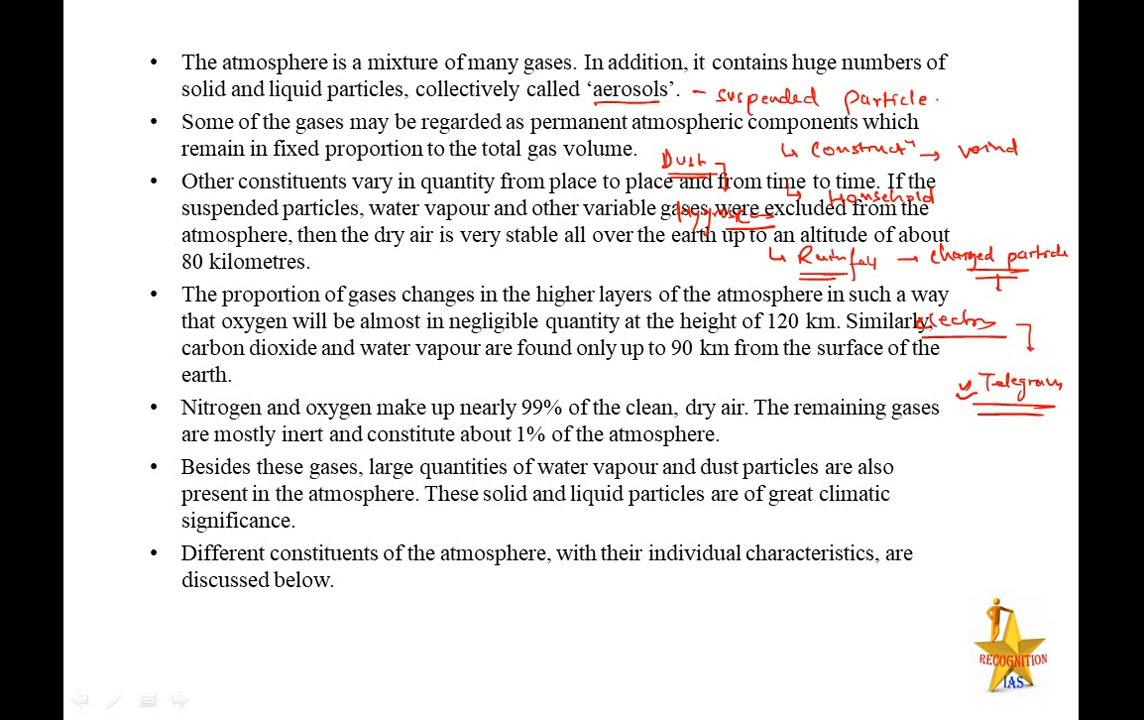 • The atmosphere is a mixture of many gases. In addition, it contains huge numbers of
solid and liquid particles, collectively called ‘aerosols’. - suspended particle.
• Some of the gases may be regarded as permanent atmospheric components which
remain in fixed proportion to the total gas volume.
Dust
↳ Constructn → wind
• Other constituents vary in quantity from place to place and from time to time. If the
↳ Household
suspended particles, water vapour and other variable gases were excluded from the
atmosphere, then the dry air is very stable all over the earth up to an altitude of about
↳ Rainfall → charged particle
80 kilometres.
• The proportion of gases changes in the higher layers of the atmosphere in such a way
that oxygen will be almost in negligible quantity at the height of 120 km. Similarly,
carbon dioxide and water vapour are found only up to 90 km from the surface of the
earth.
Telegram
• Nitrogen and oxygen make up nearly 99% of the clean, dry air. The remaining gases
are mostly inert and constitute about 1% of the atmosphere.
• Besides these gases, large quantities of water vapour and dust particles are also
present in the atmosphere. These solid and liquid particles are of great climatic
significance.
• Different constituents of the atmosphere, with their individual characteristics, are
discussed below.
RECOGNITION
IAS